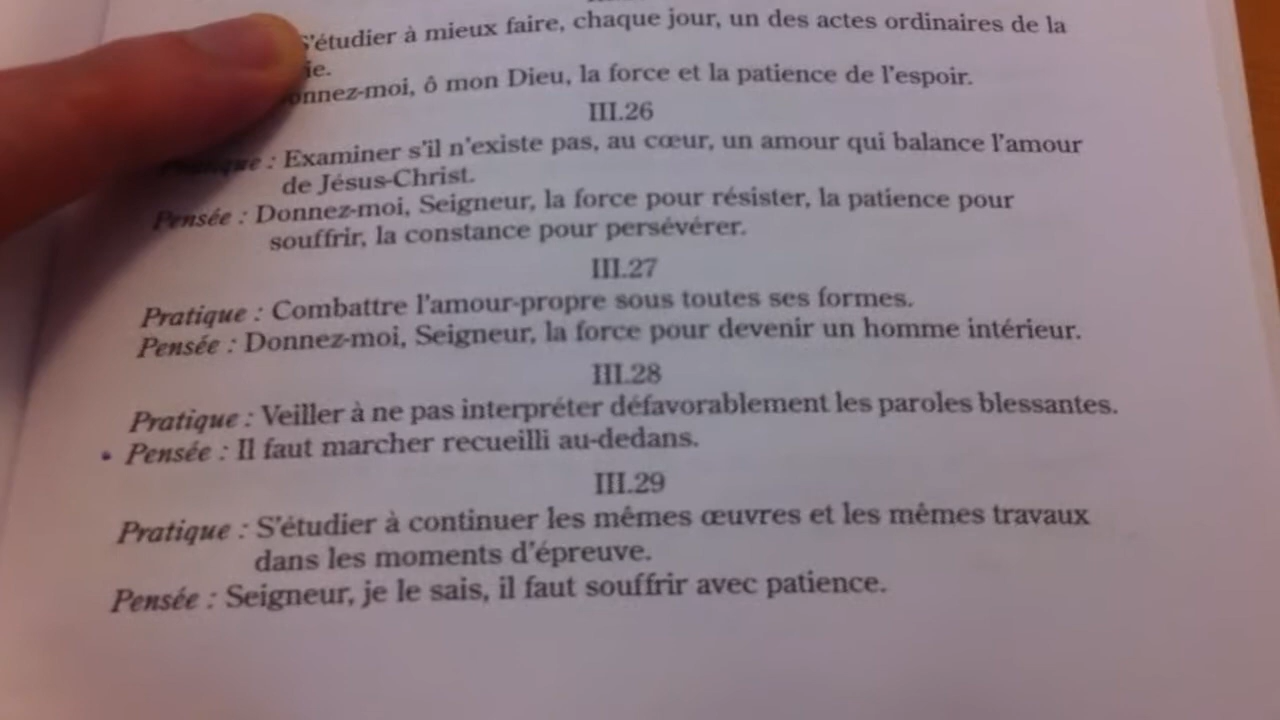 S'étudier à mieux faire, chaque jour, un des actes ordinaires de la
ie.
onnez-moi, ô mon Dieu, la force et la patience de l'espoir.
III.26
Pratique : Examiner s'il n'existe pas, au cœur, un amour qui balance l'amour
de Jésus-Christ.
Pensée : Donnez-moi, Seigneur, la force pour résister, la patience pour
souffrir, la constance pour persévérer.
III.27
Pratique : Combattre l'amour-propre sous toutes ses formes.
Pensée : Donnez-moi, Seigneur, la force pour devenir un homme intérieur.
III.28
Pratique : Veiller à ne pas interpréter défavorablement les paroles blessantes.
• Pensée : Il faut marcher recueilli au-dedans.
III.29
Pratique : S'étudier à continuer les mêmes œuvres et les mêmes travaux
dans les moments d'épreuve.
Pensée : Seigneur, je le sais, il faut souffrir avec patience.